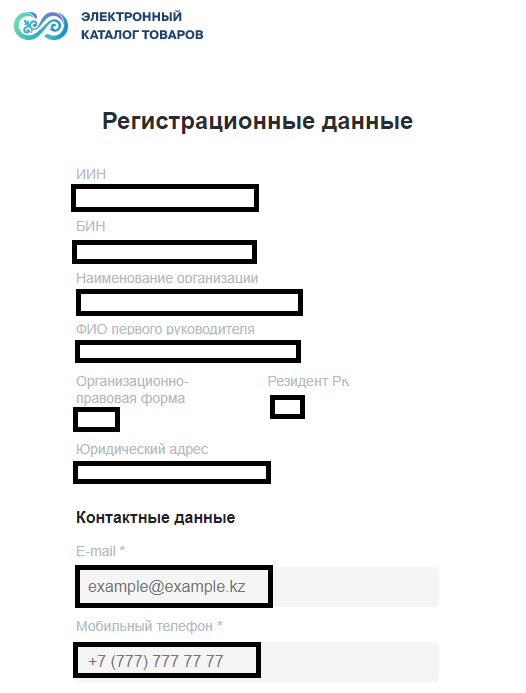 ЭЛЕКТРОННЫЙ
КАТАЛОГ ТОВАРОВ
Регистрационные данные
ИИН
БИН
Наименование организации
ФИО первого руководителя
Организационно- Резидент РК
правовая форма
Юридический адрес
Контактные данные
E-mail *
example@example.kz
Мобильный телефон *
+7 (777) 777 77 77